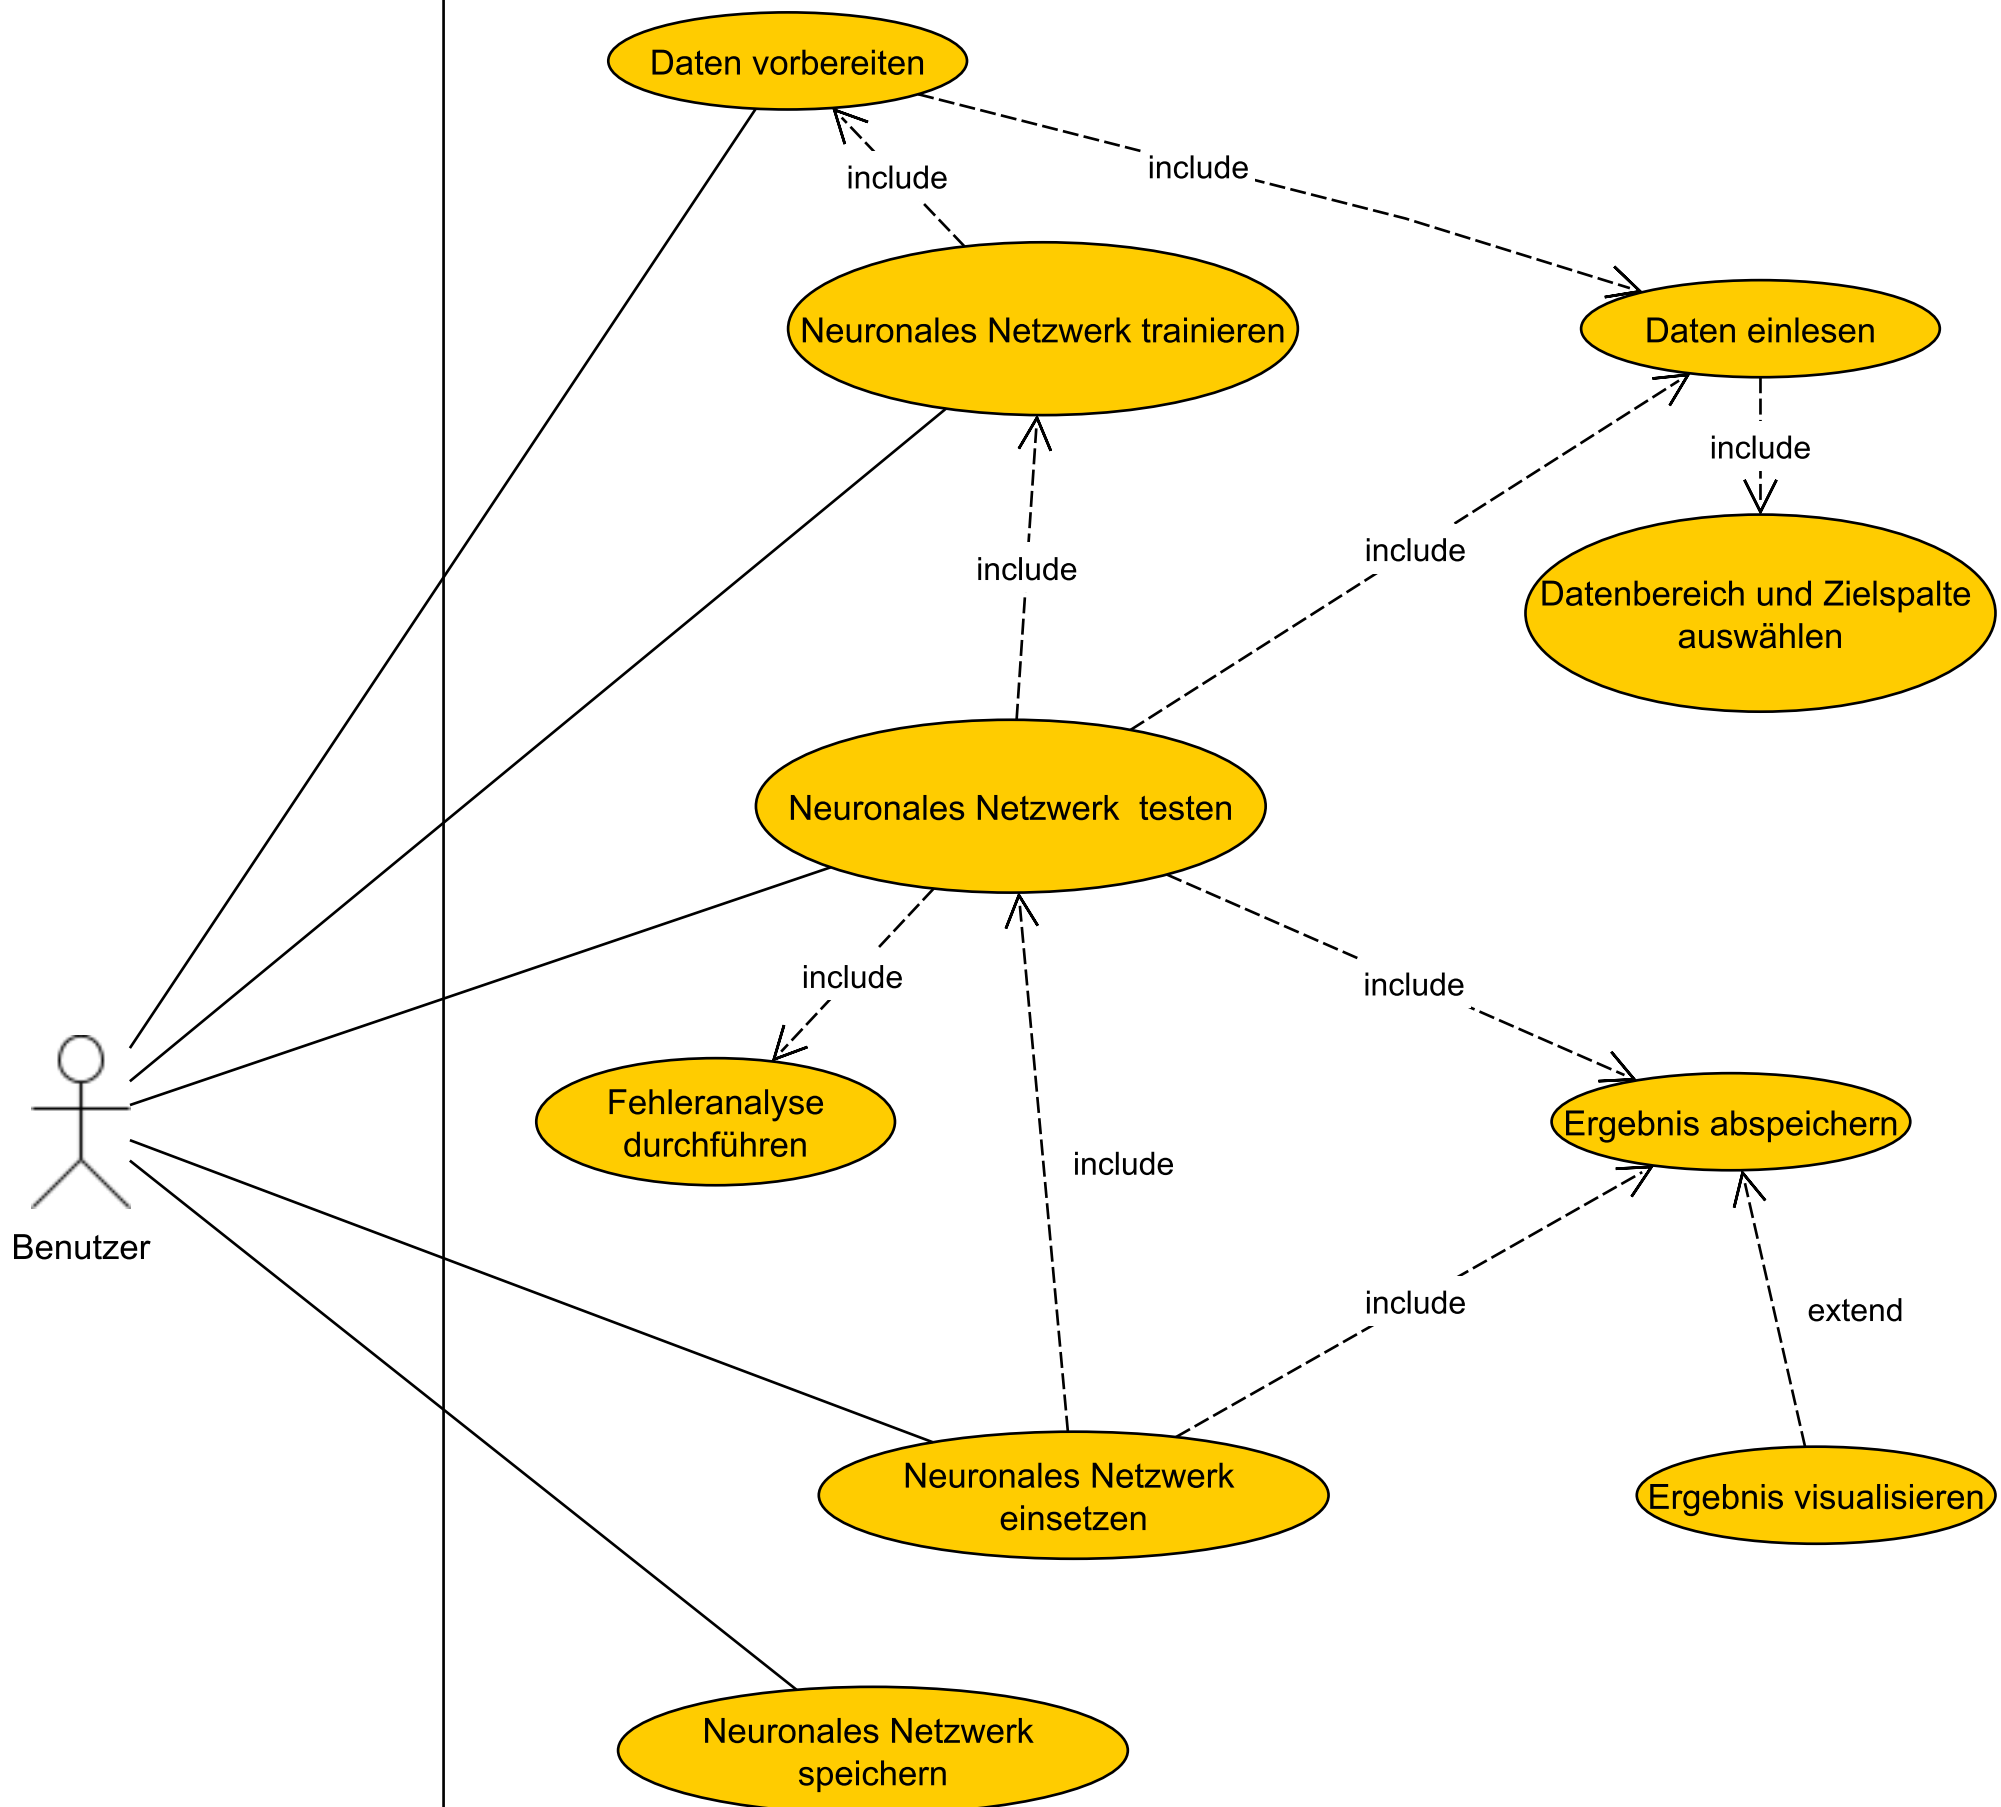 Daten vorbereiten
include
include
Neuronales Netzwerk trainieren
Daten einlesen
include
include
include
Datenbereich und Zielspalte
auswählen
Neuronales Netzwerk  testen
include
include
Fehleranalyse
durchführen
Ergebnis abspeichern
include
Benutzer
include
extend
Neuronales Netzwerk
einsetzen
Ergebnis visualisieren
Neuronales Netzwerk
speichern